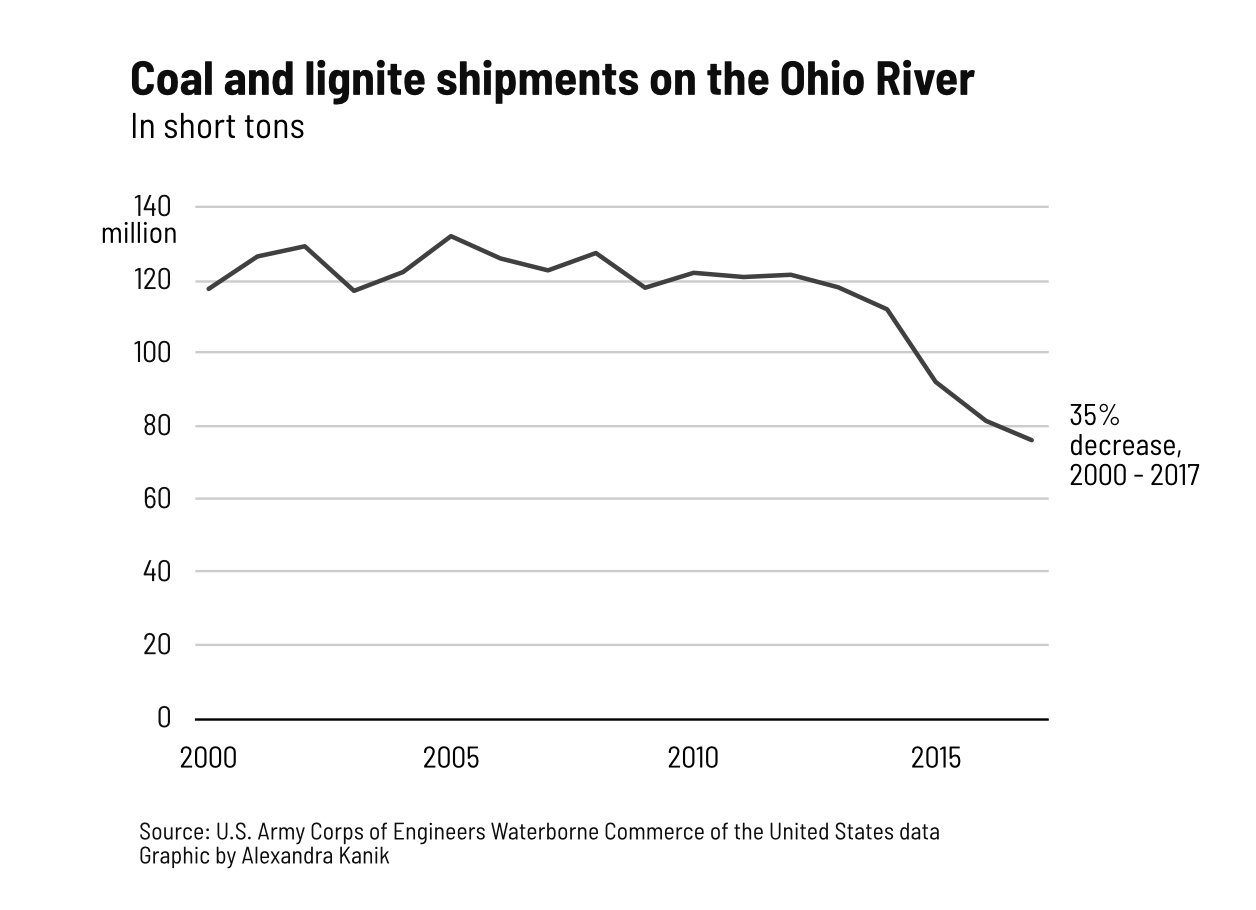 Coal and lignite shipments on the Ohio River
In short tons
140
million
120
100
80
60
40
20
0
35%
decrease,
2000 - 2017
2000
2005
2010
2015
Source: U.S. Army Corps of Engineers Waterborne Commerce of the United States data
Graphic by Alexandra Kanik